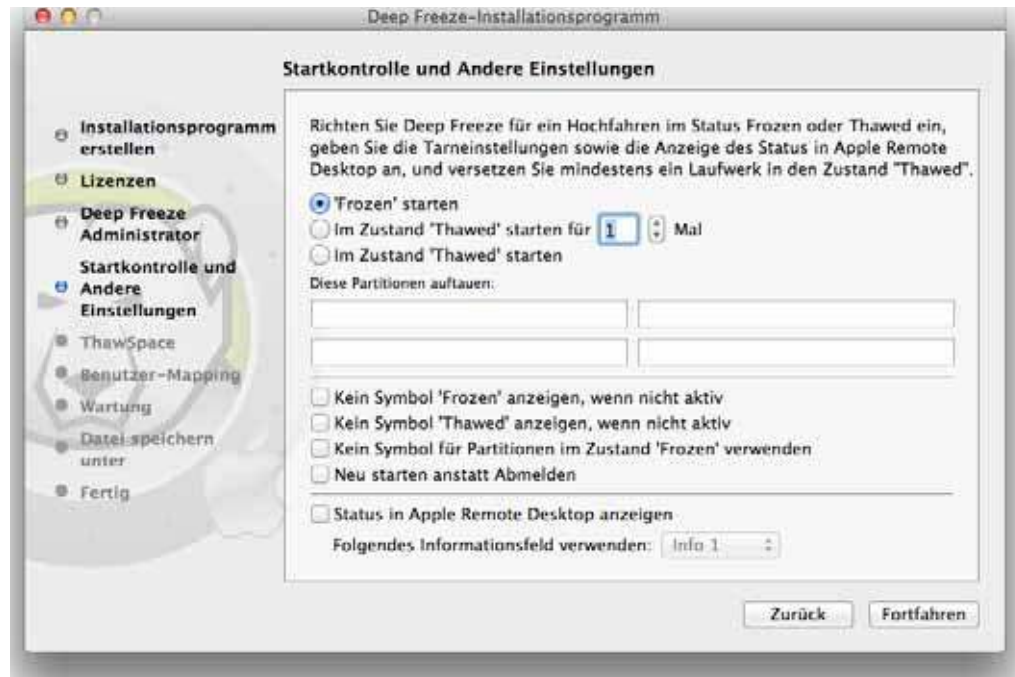 Deep Freeze-Installationsprogramm
Startkontrolle und Andere Einstellungen
Installationsprogramm
erstellen
Lizenzen
Deep Freeze
Administrator
Startkontrolle und
Andere
Einstellungen
ThawSpace
Benutzer-Mapping
Wartung
Datei speichern
unter
Fertig
Richten Sie Deep Freeze für ein Hochfahren im Status Frozen oder Thawed ein,
geben Sie die Tarneinstellungen sowie die Anzeige des Status in Apple Remote
Desktop an, und versetzen Sie mindestens ein Laufwerk in den Zustand "Thawed".
'Frozen' starten
Im Zustand 'Thawed' starten für 1 Mal
Im Zustand 'Thawed' starten
Diese Partitionen auftauen:
Kein Symbol 'Frozen' anzeigen, wenn nicht aktiv
Kein Symbol 'Thawed' anzeigen, wenn nicht aktiv
Kein Symbol für Partitionen im Zustand 'Frozen' verwenden
Neu starten anstatt Abmelden
Status in Apple Remote Desktop anzeigen
Folgendes Informationsfeld verwenden: Info 1
Zurück
Fortfahren